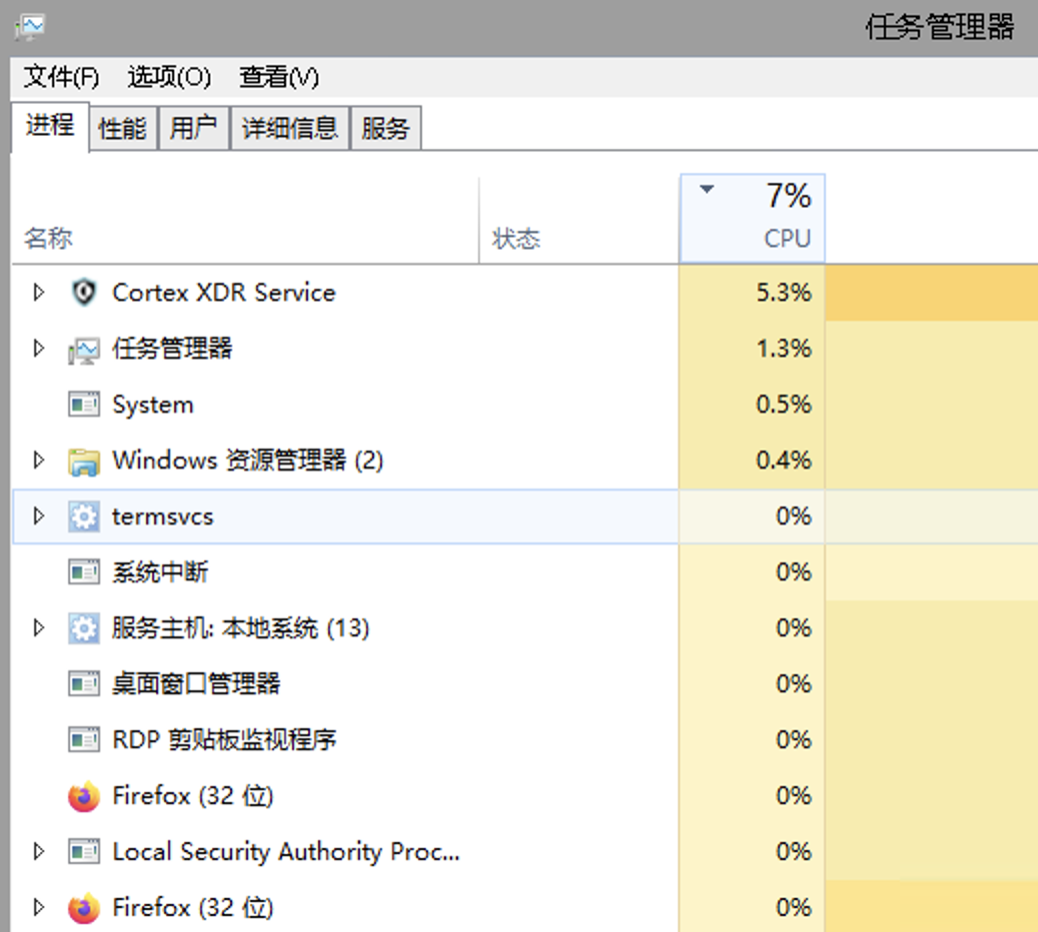 任务管理器
文件(F) 选项(O) 查看(V)
进程 性能 用户 详细信息 服务
7%
名称 状态 CPU
Cortex XDR Service 5.3%
任务管理器 1.3%
System 0.5%
Windows 资源管理器 (2) 0.4%
termsvcs 0%
系统中断 0%
服务主机: 本地系统 (13) 0%
桌面窗口管理器 0%
RDP 剪贴板监视程序 0%
Firefox (32 位) 0%
Local Security Authority Proc... 0%
Firefox (32 位) 0%